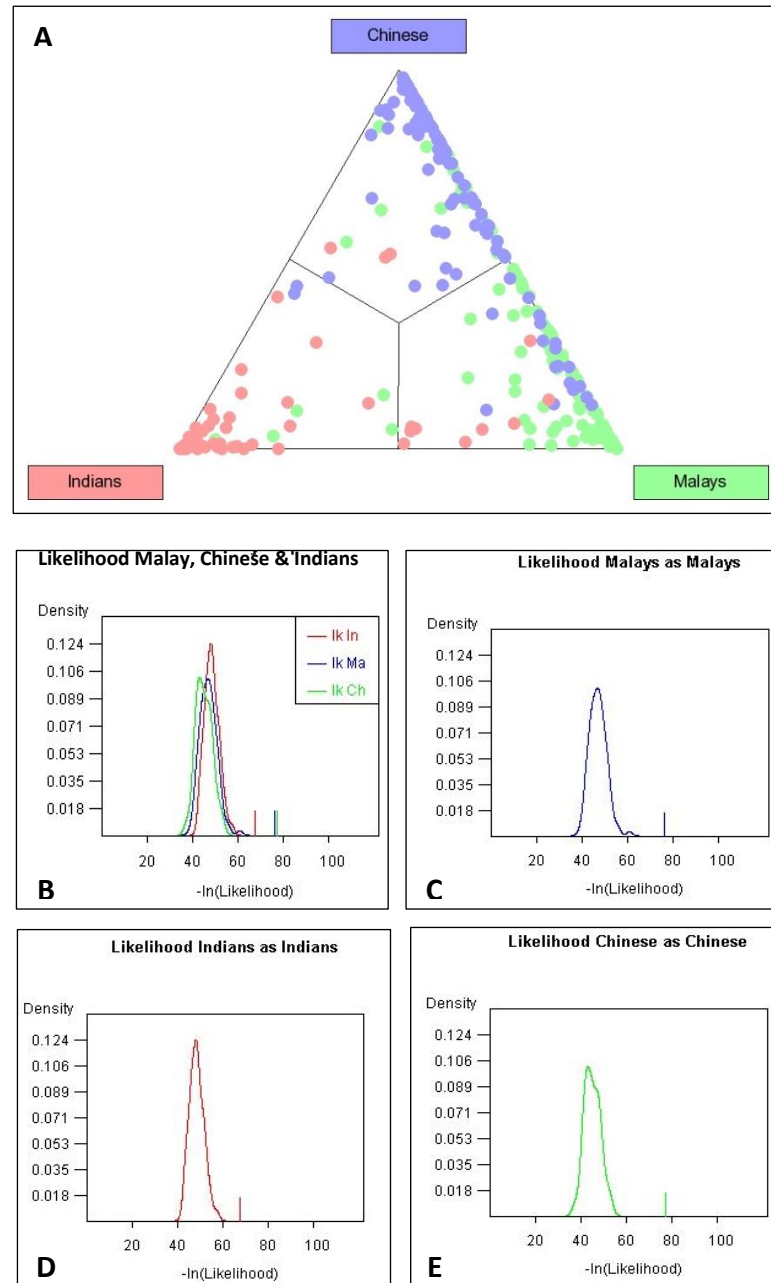 A
Chinese
Indians
Malays
Likelihood Malay, Chinese & Indians
Density
0.124
0.106
0.089
0.071
0.053
0.035
0.018
20 40 60 80 100
-ln(Likelihood)
lk In
lk Ma
lk Ch
B
Likelihood Malays as Malays
Density
0.124
0.106
0.089
0.071
0.053
0.035
0.018
20 40 60 80 100
-ln(Likelihood)
C
Likelihood Indians as Indians
Density
0.124
0.106
0.089
0.071
0.053
0.035
0.018
20 40 60 80 100
-ln(Likelihood)
D
Likelihood Chinese as Chinese
Density
0.124
0.106
0.089
0.071
0.053
0.035
0.018
20 40 60 80 100
-ln(Likelihood)
E